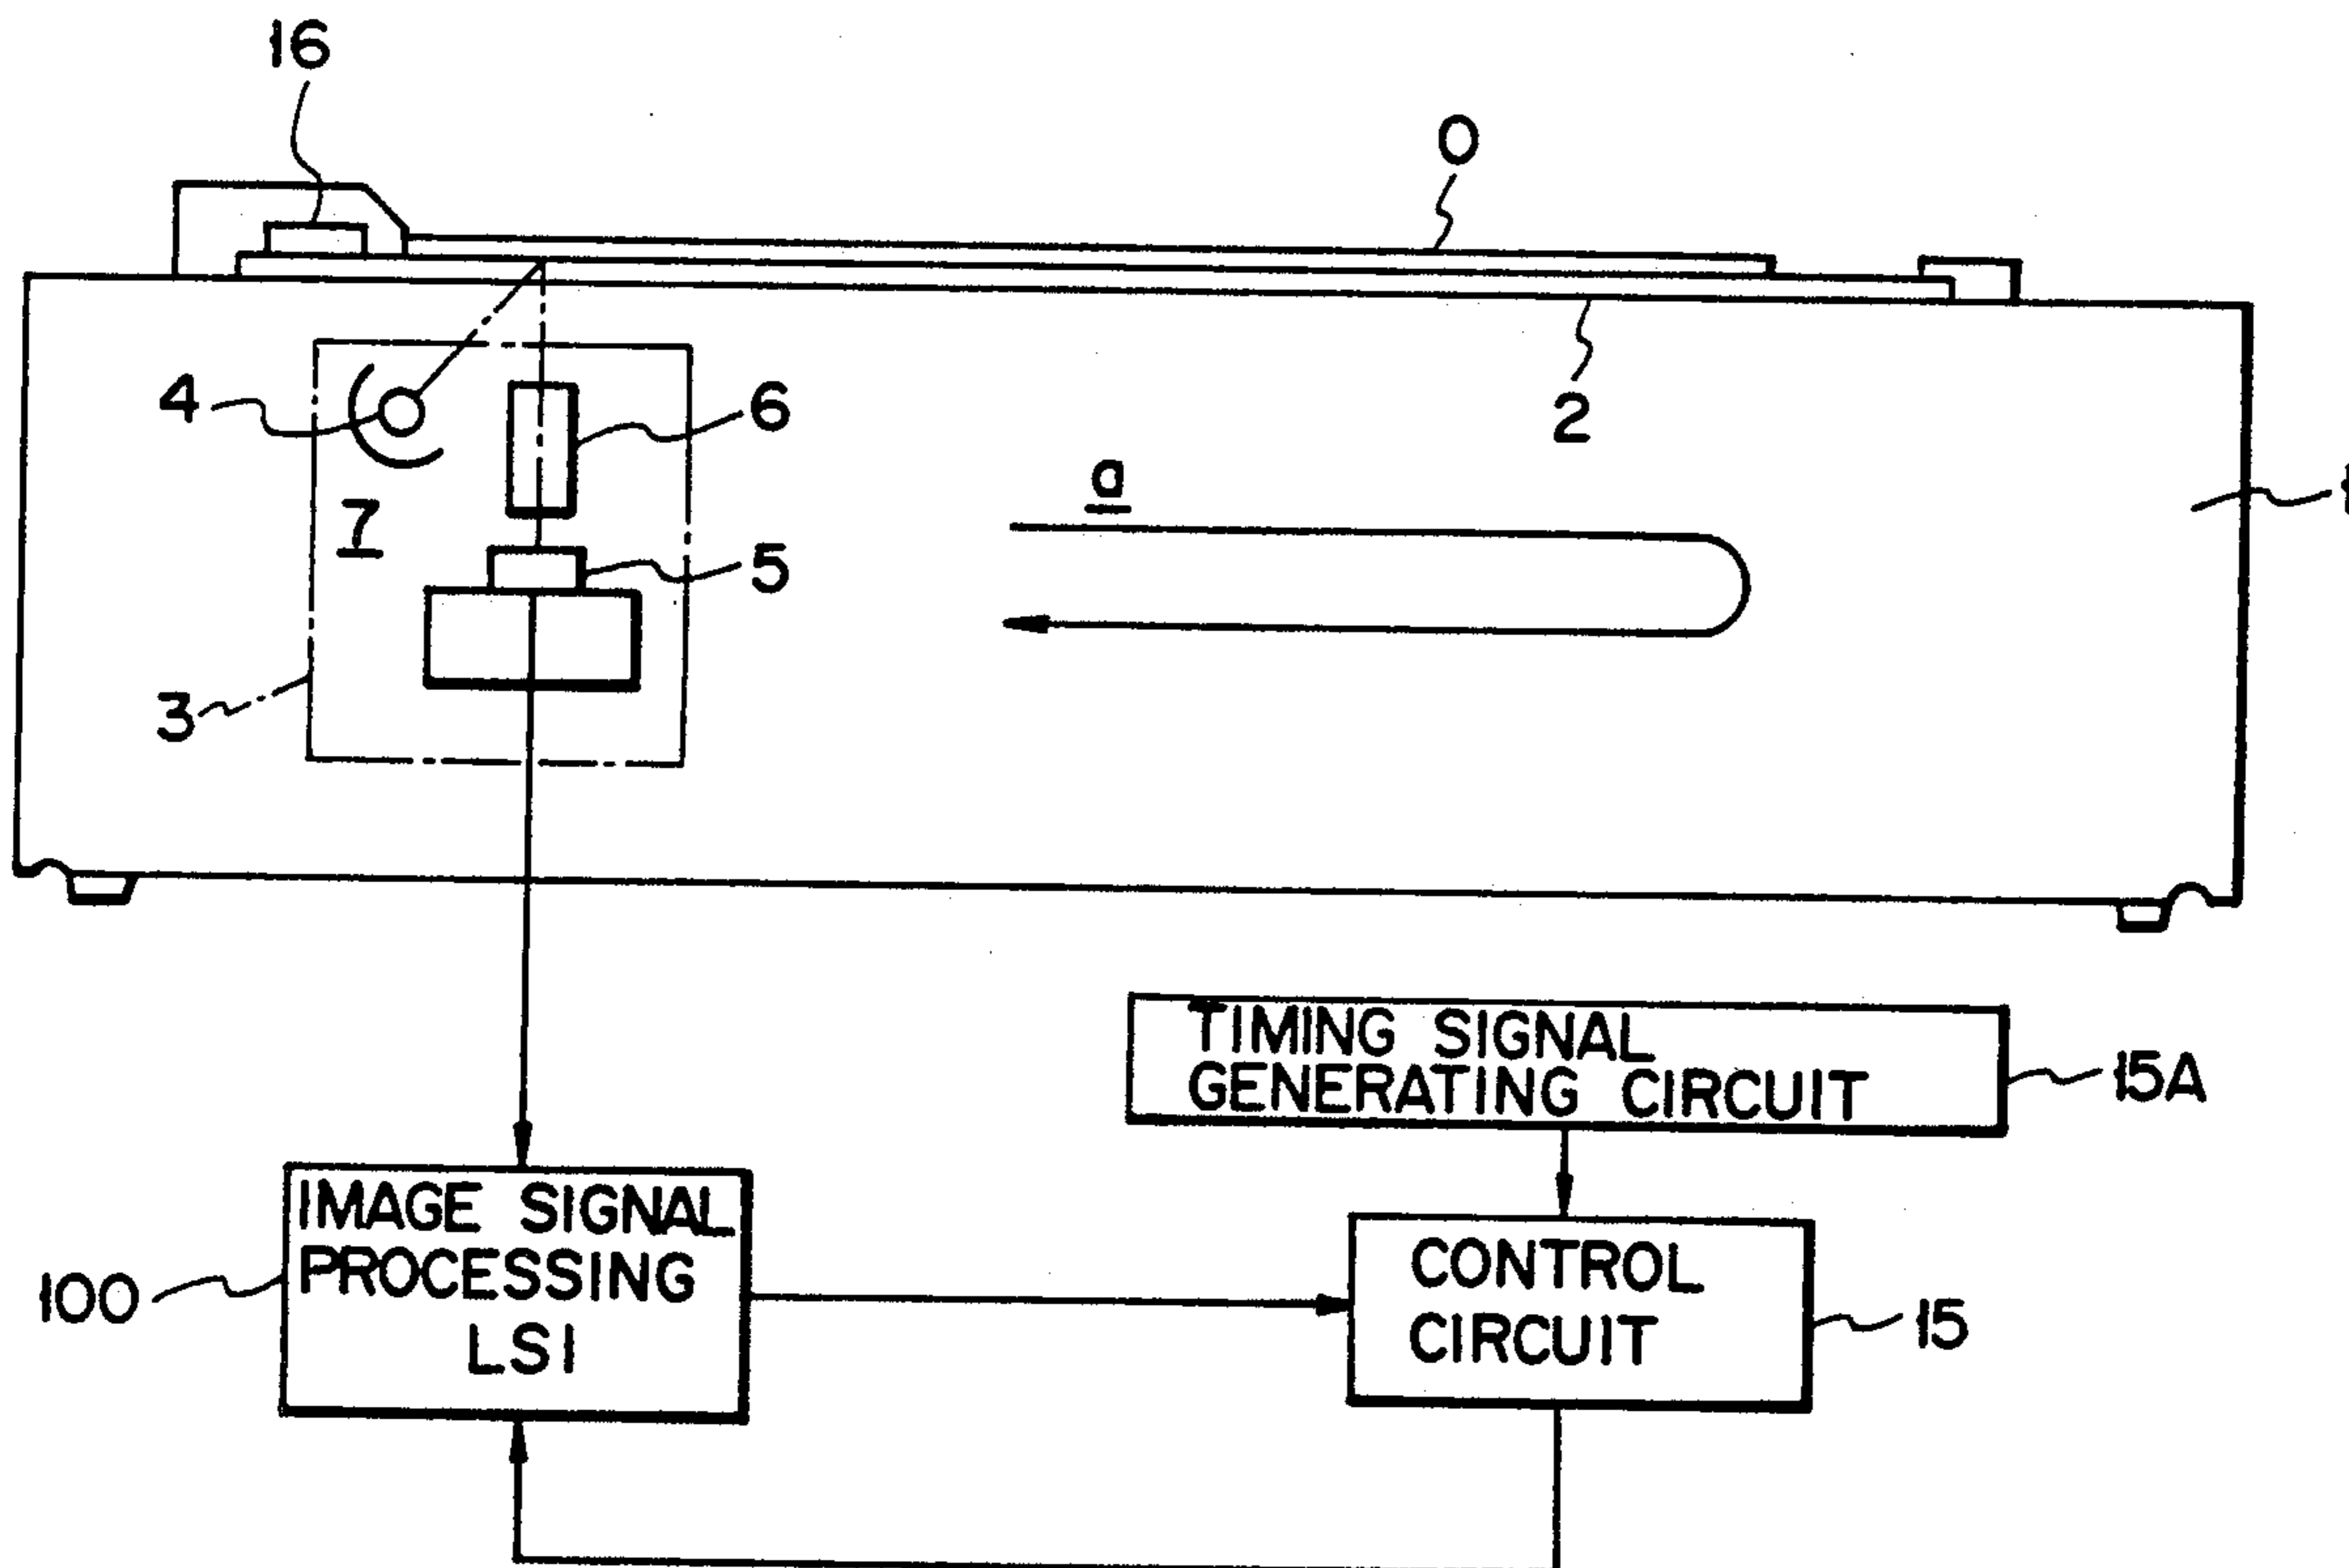 16
O
4
6
2
a
7
5
3
TIMING SIGNAL
GENERATING CIRCUIT
15A
IMAGE SIGNAL
PROCESSING
LSI
100
CONTROL
CIRCUIT
15